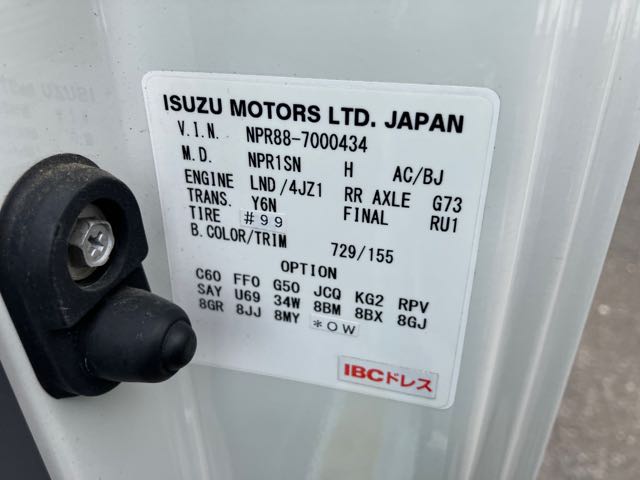 ISUZU MOTORS LTD. JAPAN
V.I.N. NPR88-7000434
M.D. NPR1SN H AC/BJ
ENGINE LND/4JZ1 RR AXLE G73
TRANS. Y6N FINAL RU1
TIRE #99
B.COLOR/TRIM 729/155
OPTION
C60 FF0 G50 JCQ KG2 RPV
SAY U69 34W 8BM 8BX 8GJ
8GR 8JJ 8MY *OW
IBCドレス